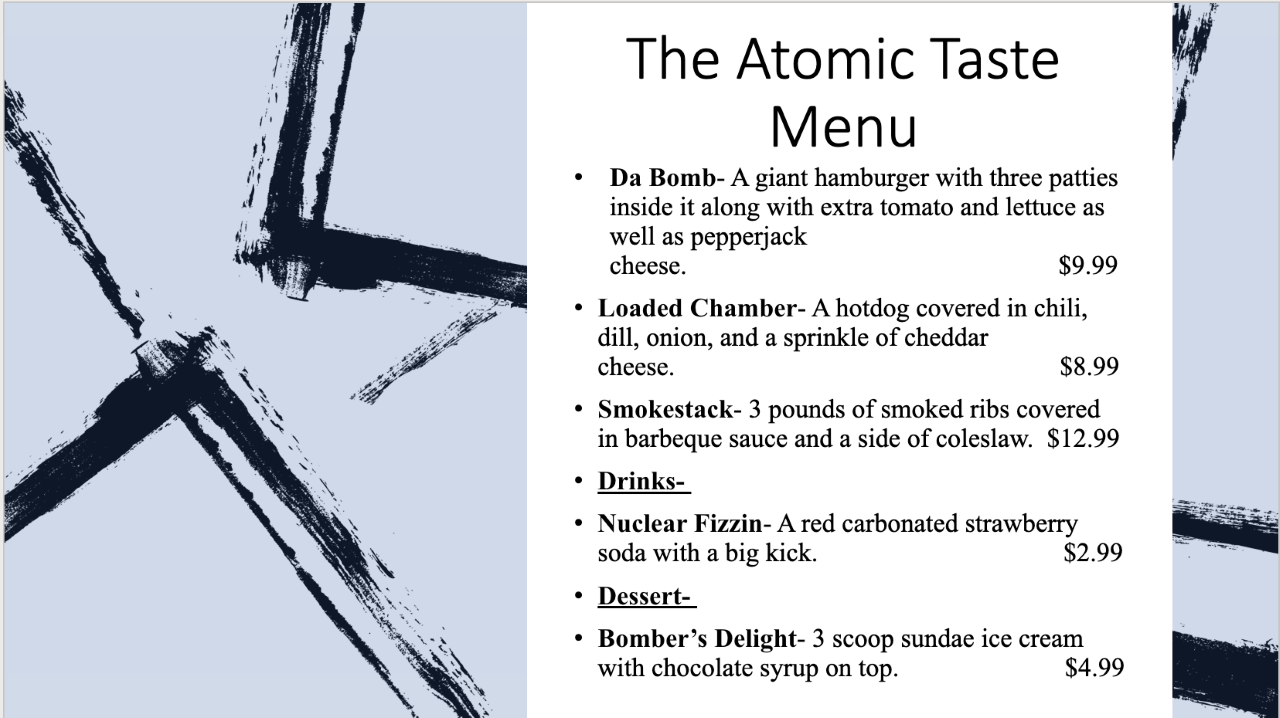 The Atomic Taste
Menu
• Da Bomb- A giant hamburger with three patties
inside it along with extra tomato and lettuce as
well as pepperjack
cheese. $9.99
• Loaded Chamber- A hotdog covered in chili,
dill, onion, and a sprinkle of cheddar
cheese. $8.99
• Smokestack- 3 pounds of smoked ribs covered
in barbeque sauce and a side of coleslaw. $12.99
• Drinks-
• Nuclear Fizzin- A red carbonated strawberry
soda with a big kick. $2.99
• Dessert-
• Bomber’s Delight- 3 scoop sundae ice cream
with chocolate syrup on top. $4.99